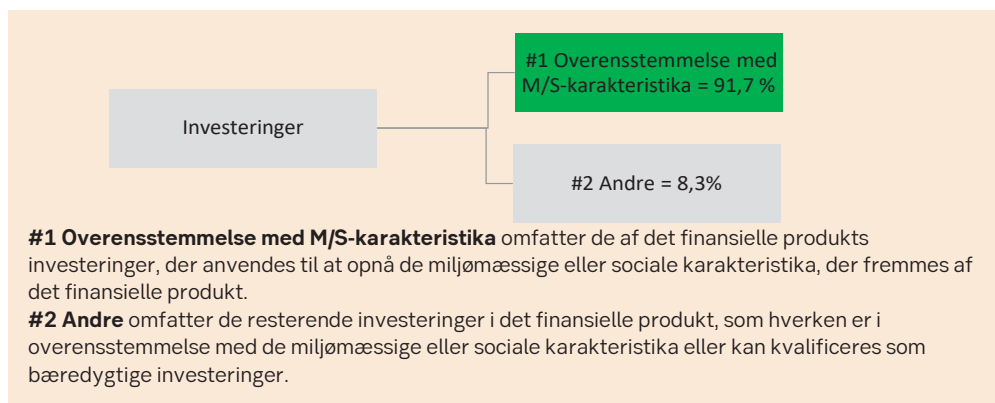 #1 Overensstemmelse med
M/S-karakteristika = 91,7 %
Investeringer
#2 Andre = 8,3%
#1 Overensstemmelse med M/S-karakteristika omfatter de af det finansielle produkts
investeringer, der anvendes til at opnå de miljømæssige eller sociale karakteristika, der fremmes af
det finansielle produkt.
#2 Andre omfatter de resterende investeringer i det finansielle produkt, som hverken er i
overensstemmelse med de miljømæssige eller sociale karakteristika eller kan kvalificeres som
bæredygtige investeringer.